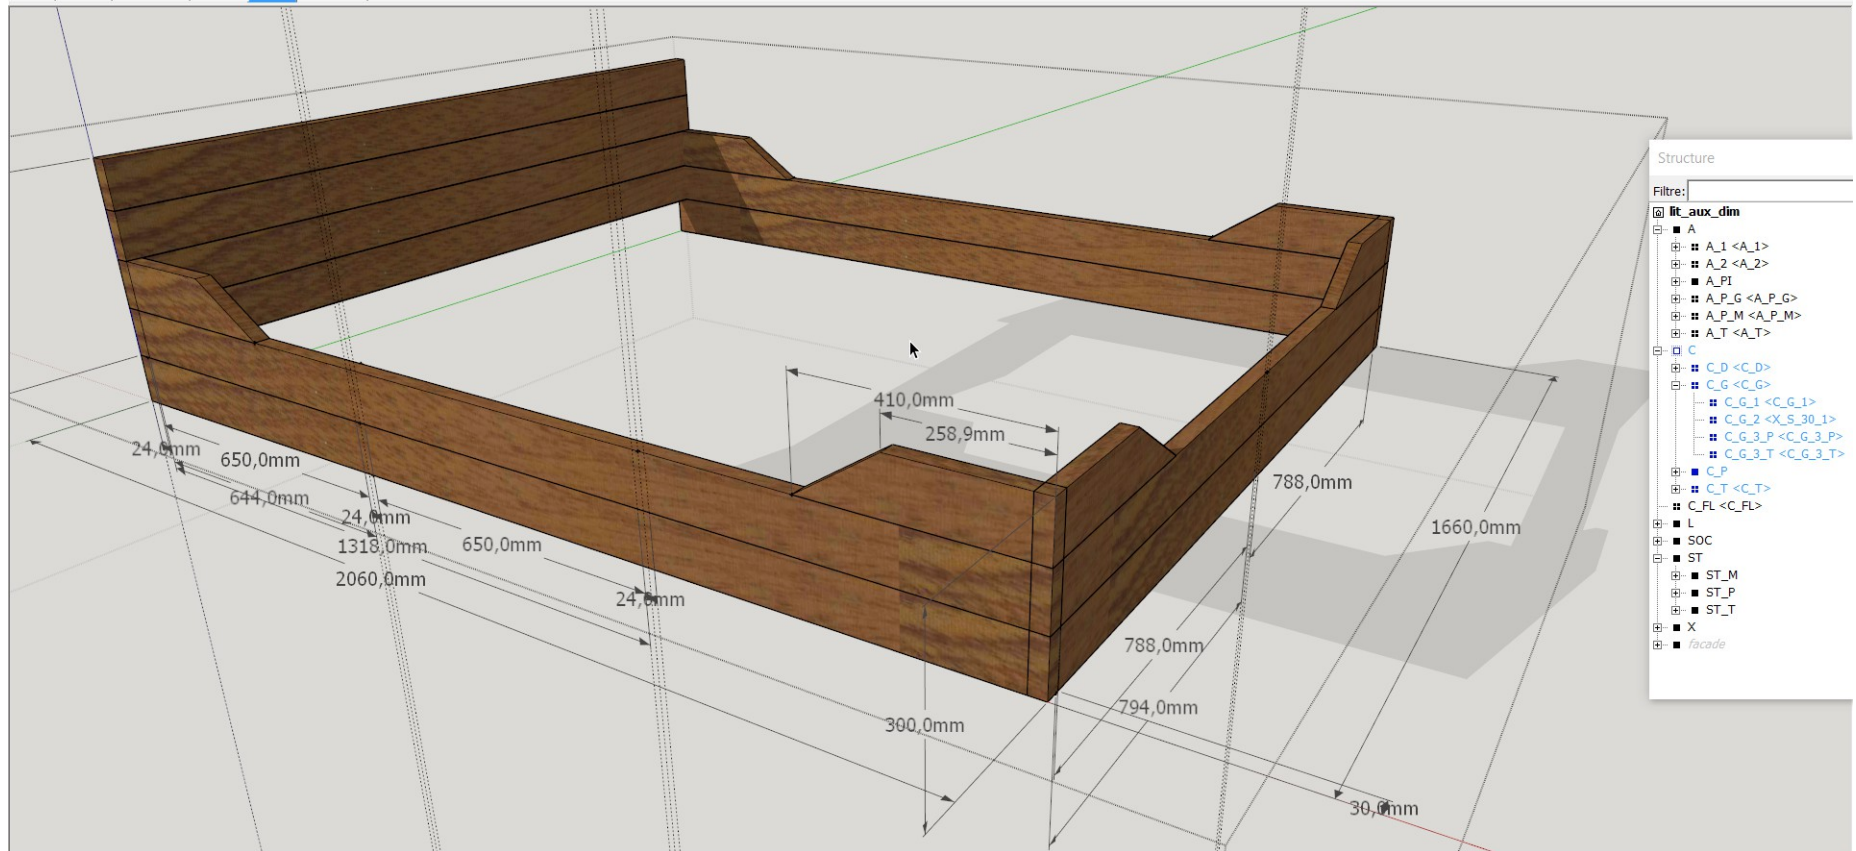 410,0mm
258,9mm
24,0mm
650,0mm
644,0mm
24,0mm
1318,0mm
650,0mm
2060,0mm
24,0mm
788,0mm
1660,0mm
788,0mm
794,0mm
300,0mm
30,0mm
Structure
Filtre:
lit_aux_dim
A
A_1 <A_1>
A_2 <A_2>
A_PI
A_P_G <A_P_G>
A_P_M <A_P_M>
A_T <A_T>
C
C_D <C_D>
C_G <C_G>
C_G_1 <C_G_1>
C_G_2 <X_S_30_1>
C_G_3_P <C_G_3_P>
C_G_3_T <C_G_3_T>
C_P
C_T <C_T>
C_FL <C_FL>
L
SOC
ST
ST_M
ST_P
ST_T
X
facade